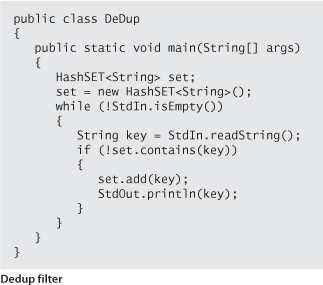 public class DeDup
{
   public static void main(String[] args)
   {
      HashSET<String> set;
      set = new HashSET<String>();
      while (!StdIn.isEmpty())
      {
         String key = StdIn.readString();
         if (!set.contains(key))
         {
            set.add(key);
            StdOut.println(key);
         }
      }
   }
}
Dedup filter